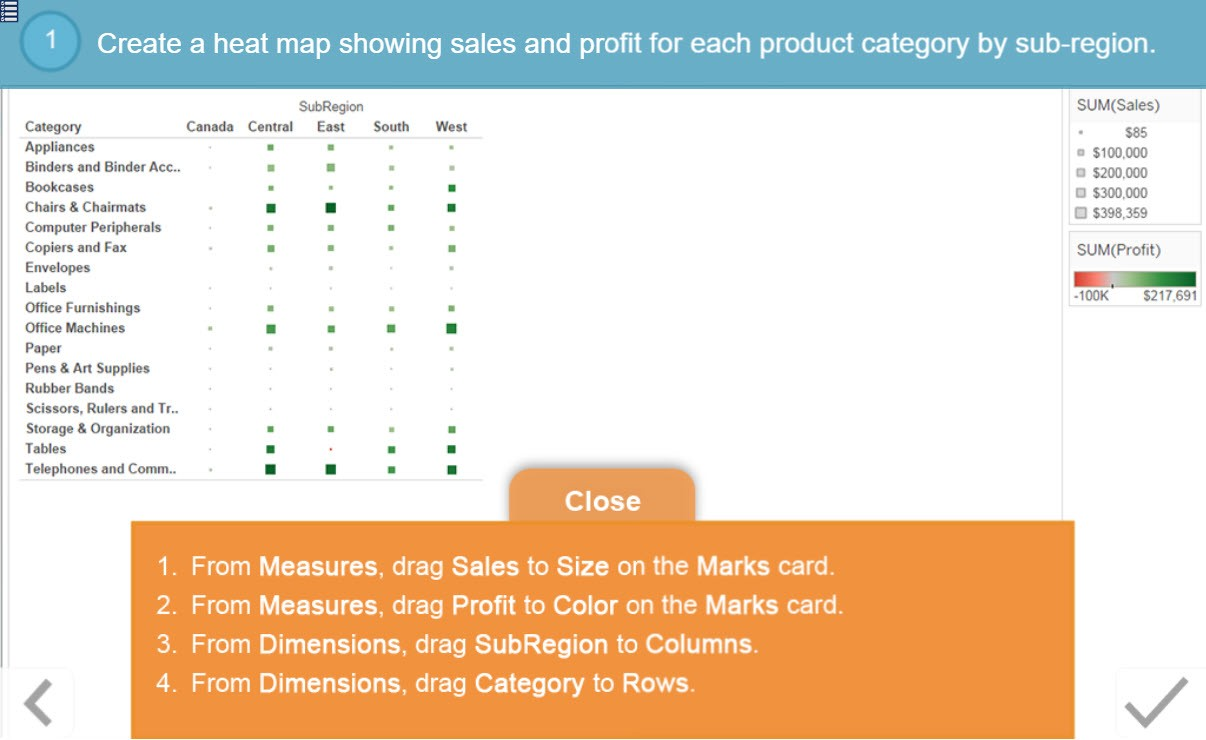 1
Create a heat map showing sales and profit for each product category by sub-region.
SubRegion
Category Canada Central East South West
Appliances
Binders and Binder Acc..
Bookcases
Chairs & Chairmats
Computer Peripherals
Copiers and Fax
Envelopes
Labels
Office Furnishings
Office Machines
Paper
Pens & Art Supplies
Rubber Bands
Scissors, Rulers and Tr..
Storage & Organization
Tables
Telephones and Comm..
SUM(Sales)
$85
$100,000
$200,000
$300,000
$398,359
SUM(Profit)
-100K $217,691
Close
1. From Measures, drag Sales to Size on the Marks card.
2. From Measures, drag Profit to Color on the Marks card.
3. From Dimensions, drag SubRegion to Columns.
4. From Dimensions, drag Category to Rows.